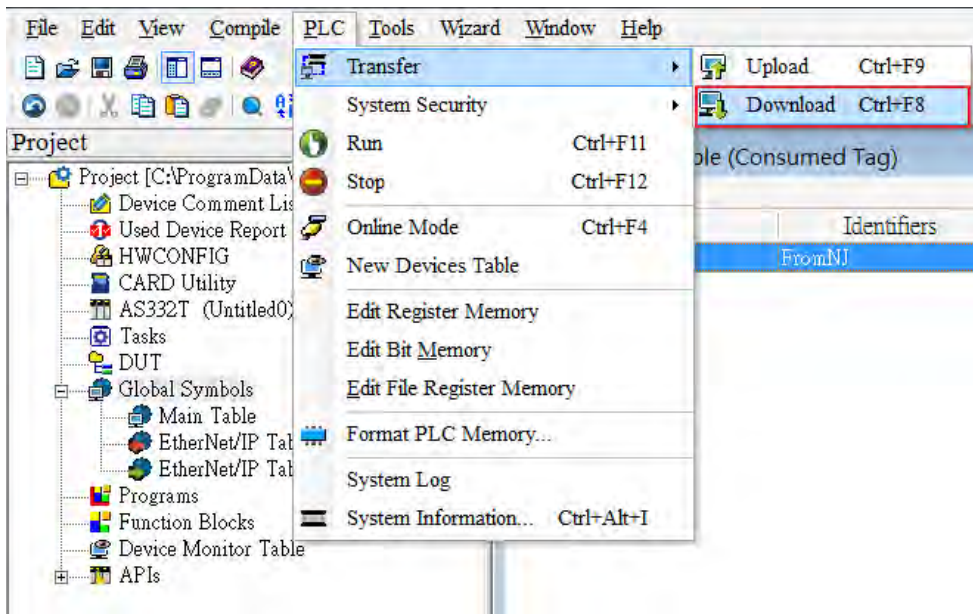 File Edit View Compile PLC Tools Wizard Window Help
Transfer
Upload Ctrl+F9
System Security
Download Ctrl+F8
Project
Run Ctrl+F11
ble (Consumed Tag)
Project [C:\ProgramData\
Stop Ctrl+F12
Device Comment Lis
Used Device Report
Online Mode Ctrl+F4
Identifiers
HWCONFIG
New Devices Table
FromNJ
CARD Utility
AS332T (Untitled0)
Edit Register Memory
Tasks
Edit Bit Memory
DUT
Global Symbols
Edit File Register Memory
Main Table
EtherNet/IP Tab
Format PLC Memory...
EtherNet/IP Tab
System Log
Programs
Function Blocks
System Information... Ctrl+Alt+I
Device Monitor Table
APIs